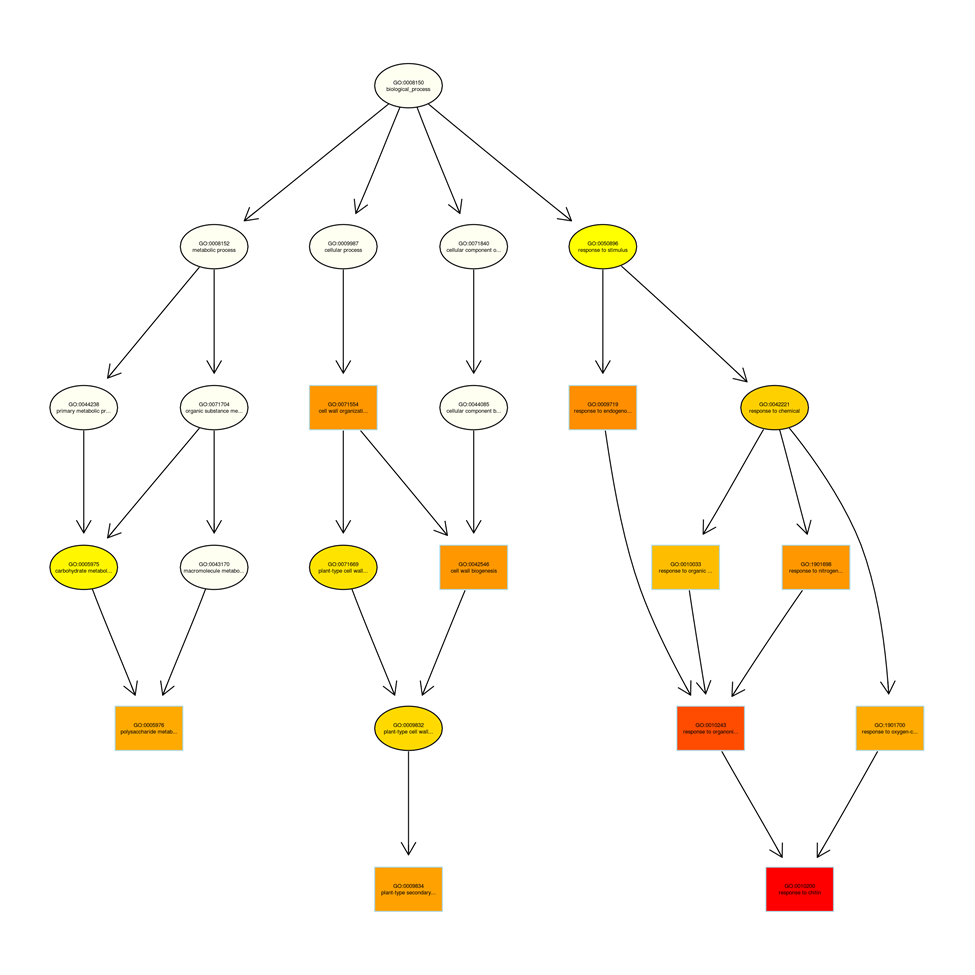 GO:0008150
biological_process
GO:0008152
metabolic process
GO:0009987
cellular process
GO:0071840
cellular component o...
GO:0050896
response to stimulus
GO:0044238
primary metabolic pr...
GO:0071704
organic substance me...
GO:0071554
cell wall organizati...
GO:0044085
cellular component b...
GO:0009719
response to endogeno...
GO:0042221
response to chemical
GO:0005975
carbohydrate metabol...
GO:0043170
macromolecule metabo...
GO:0071669
plant-type cell wall...
GO:0042546
cell wall biogenesis
GO:0010033
response to organic ...
GO:1901698
response to nitrogen...
GO:0005976
polysaccharide metab...
GO:0009832
plant-type cell wall...
GO:0010243
response to organoni...
GO:1901700
response to oxygen-c...
GO:0009834
plant-type secondary...
GO:0010200
response to chitin